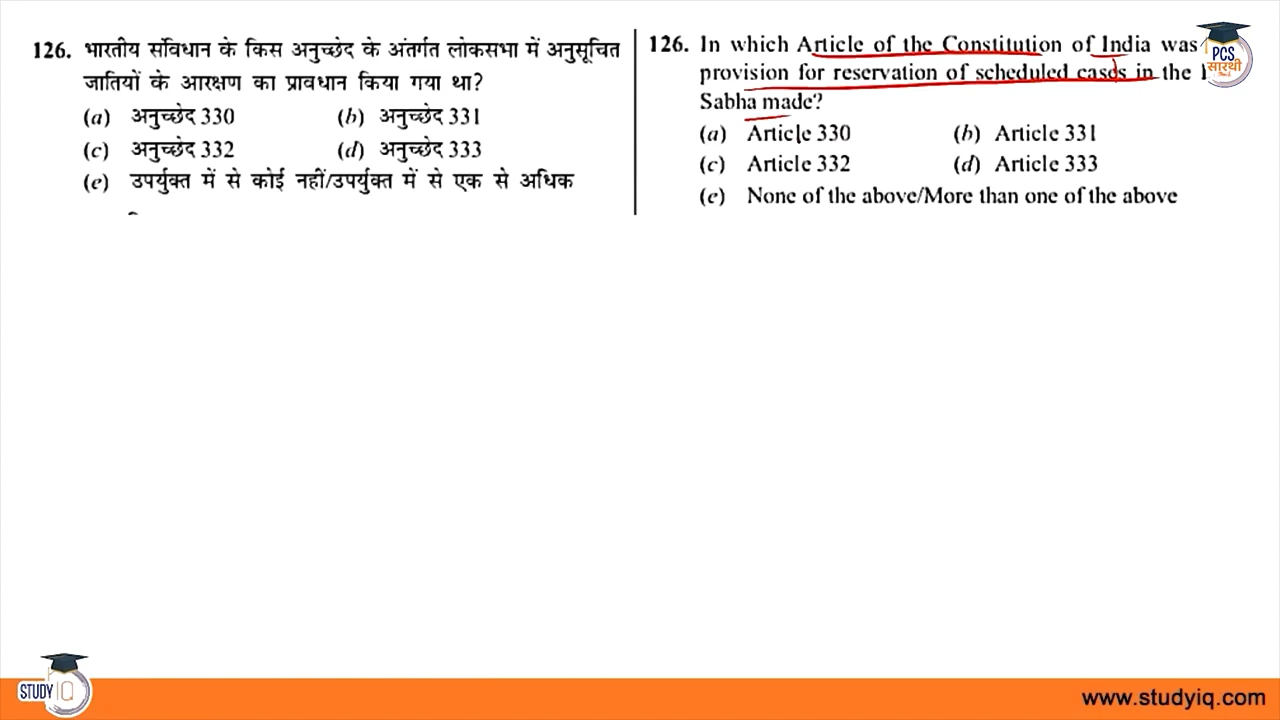 126. भारतीय संविधान के किस अनुच्छेद के अंतर्गत लोकसभा में अनुसूचित
जातियों के आरक्षण का प्रावधान किया गया था?
(a) अनुच्छेद 330 (b) अनुच्छेद 331
(c) अनुच्छेद 332 (d) अनुच्छेद 333
(e) उपर्युक्त में से कोई नहीं/उपर्युक्त में से एक से अधिक
126. In which Article of the Constitution of India was
provision for reservation of scheduled cases in the
Sabha made?
(a) Article 330 (b) Article 331
(c) Article 332 (d) Article 333
(e) None of the above/More than one of the above
PCS
सारथी
STUDY IQ
www.studyiq.com